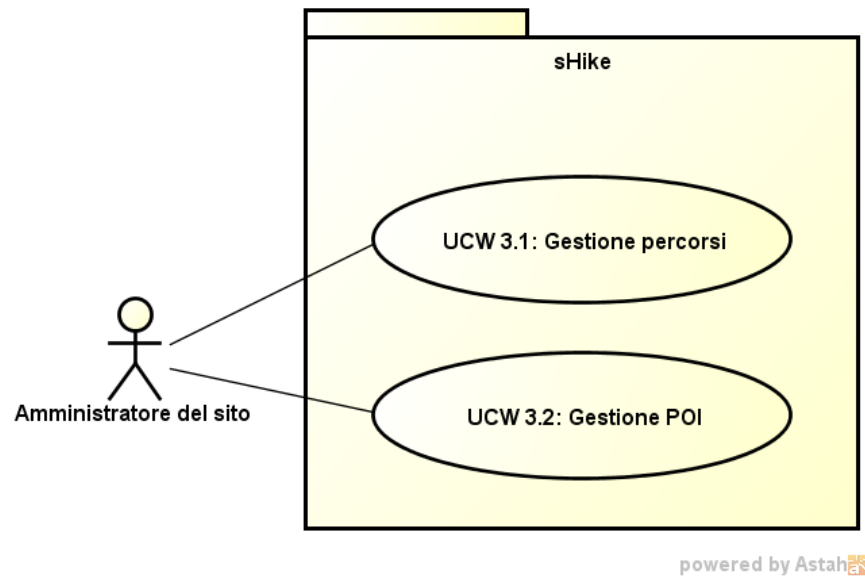 sHike
UCW 3.1: Gestione percorsi
UCW 3.2: Gestione POI
Amministratore del sito
powered by Astah